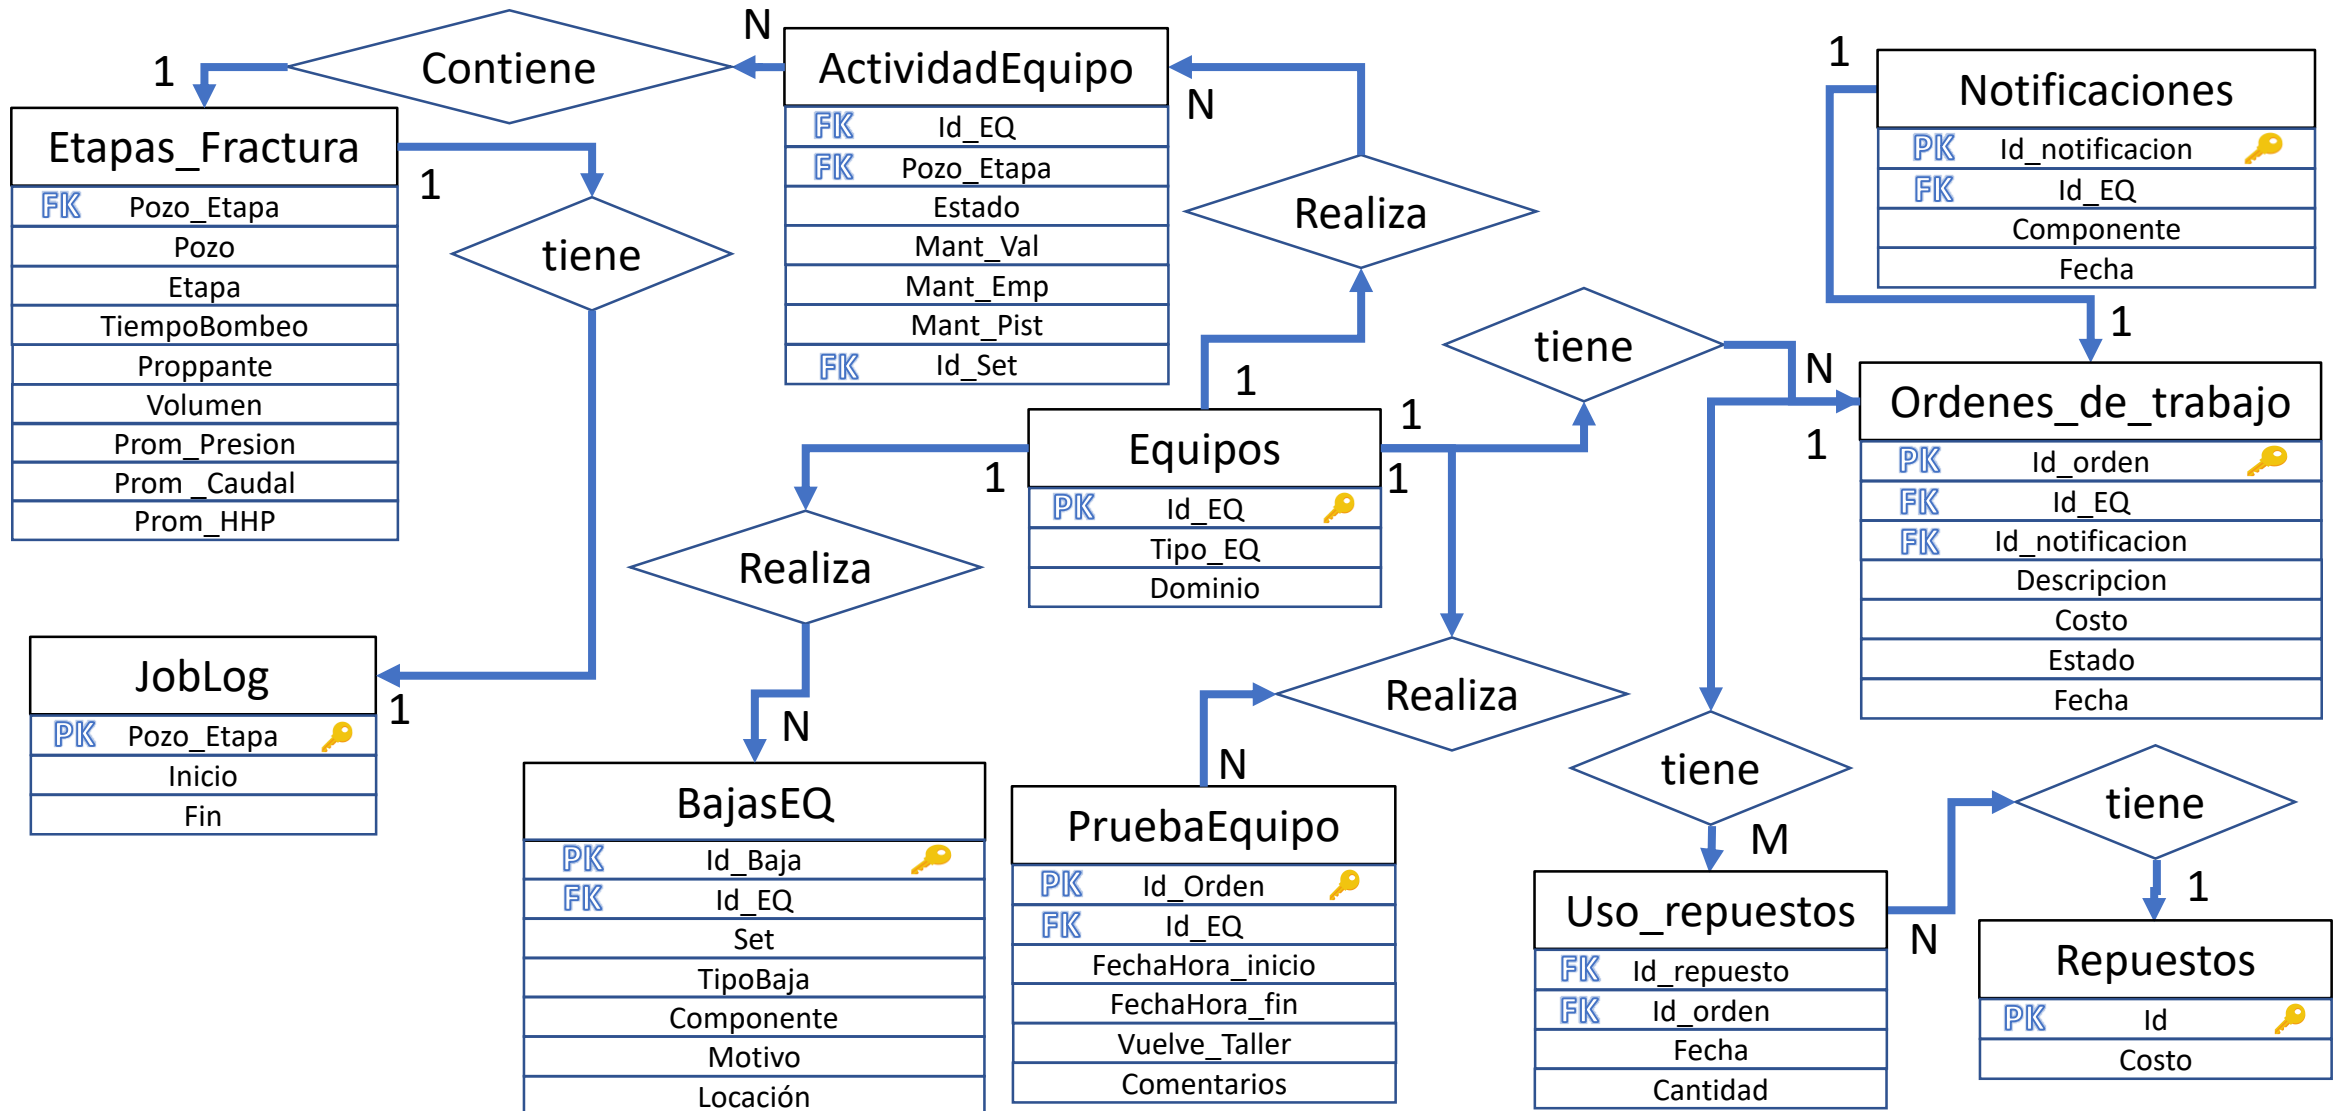 Contiene
1
N
Etapas_Fractura
FK Pozo_Etapa
Pozo
Etapa
TiempoBombeo
Proppante
Volumen
Prom_Presion
Prom _Caudal
Prom_HHP
1
tiene
ActividadEquipo
FK Id_EQ
FK Pozo_Etapa
Estado
Mant_Val
Mant_Emp
Mant_Pist
FK Id_Set
N
Realiza
1
Notificaciones
PK Id_notificacion
FK Id_EQ
Componente
Fecha
1
1
tiene
N
1
Ordenes_de_trabajo
PK Id_orden
FK Id_EQ
FK Id_notificacion
Descripcion
Costo
Estado
Fecha
Equipos
PK Id_EQ
Tipo_EQ
Dominio
1
1
1
Realiza
N
JobLog
PK Pozo_Etapa
Inicio
Fin
1
BajasEQ
PK Id_Baja
FK Id_EQ
Set
TipoBaja
Componente
Motivo
Locación
Realiza
N
PruebaEquipo
PK Id_Orden
FK Id_EQ
FechaHora_inicio
FechaHora_fin
Vuelve_Taller
Comentarios
tiene
M
Uso_repuestos
FK Id_repuesto
FK Id_orden
Fecha
Cantidad
N
tiene
1
Repuestos
PK Id
Costo